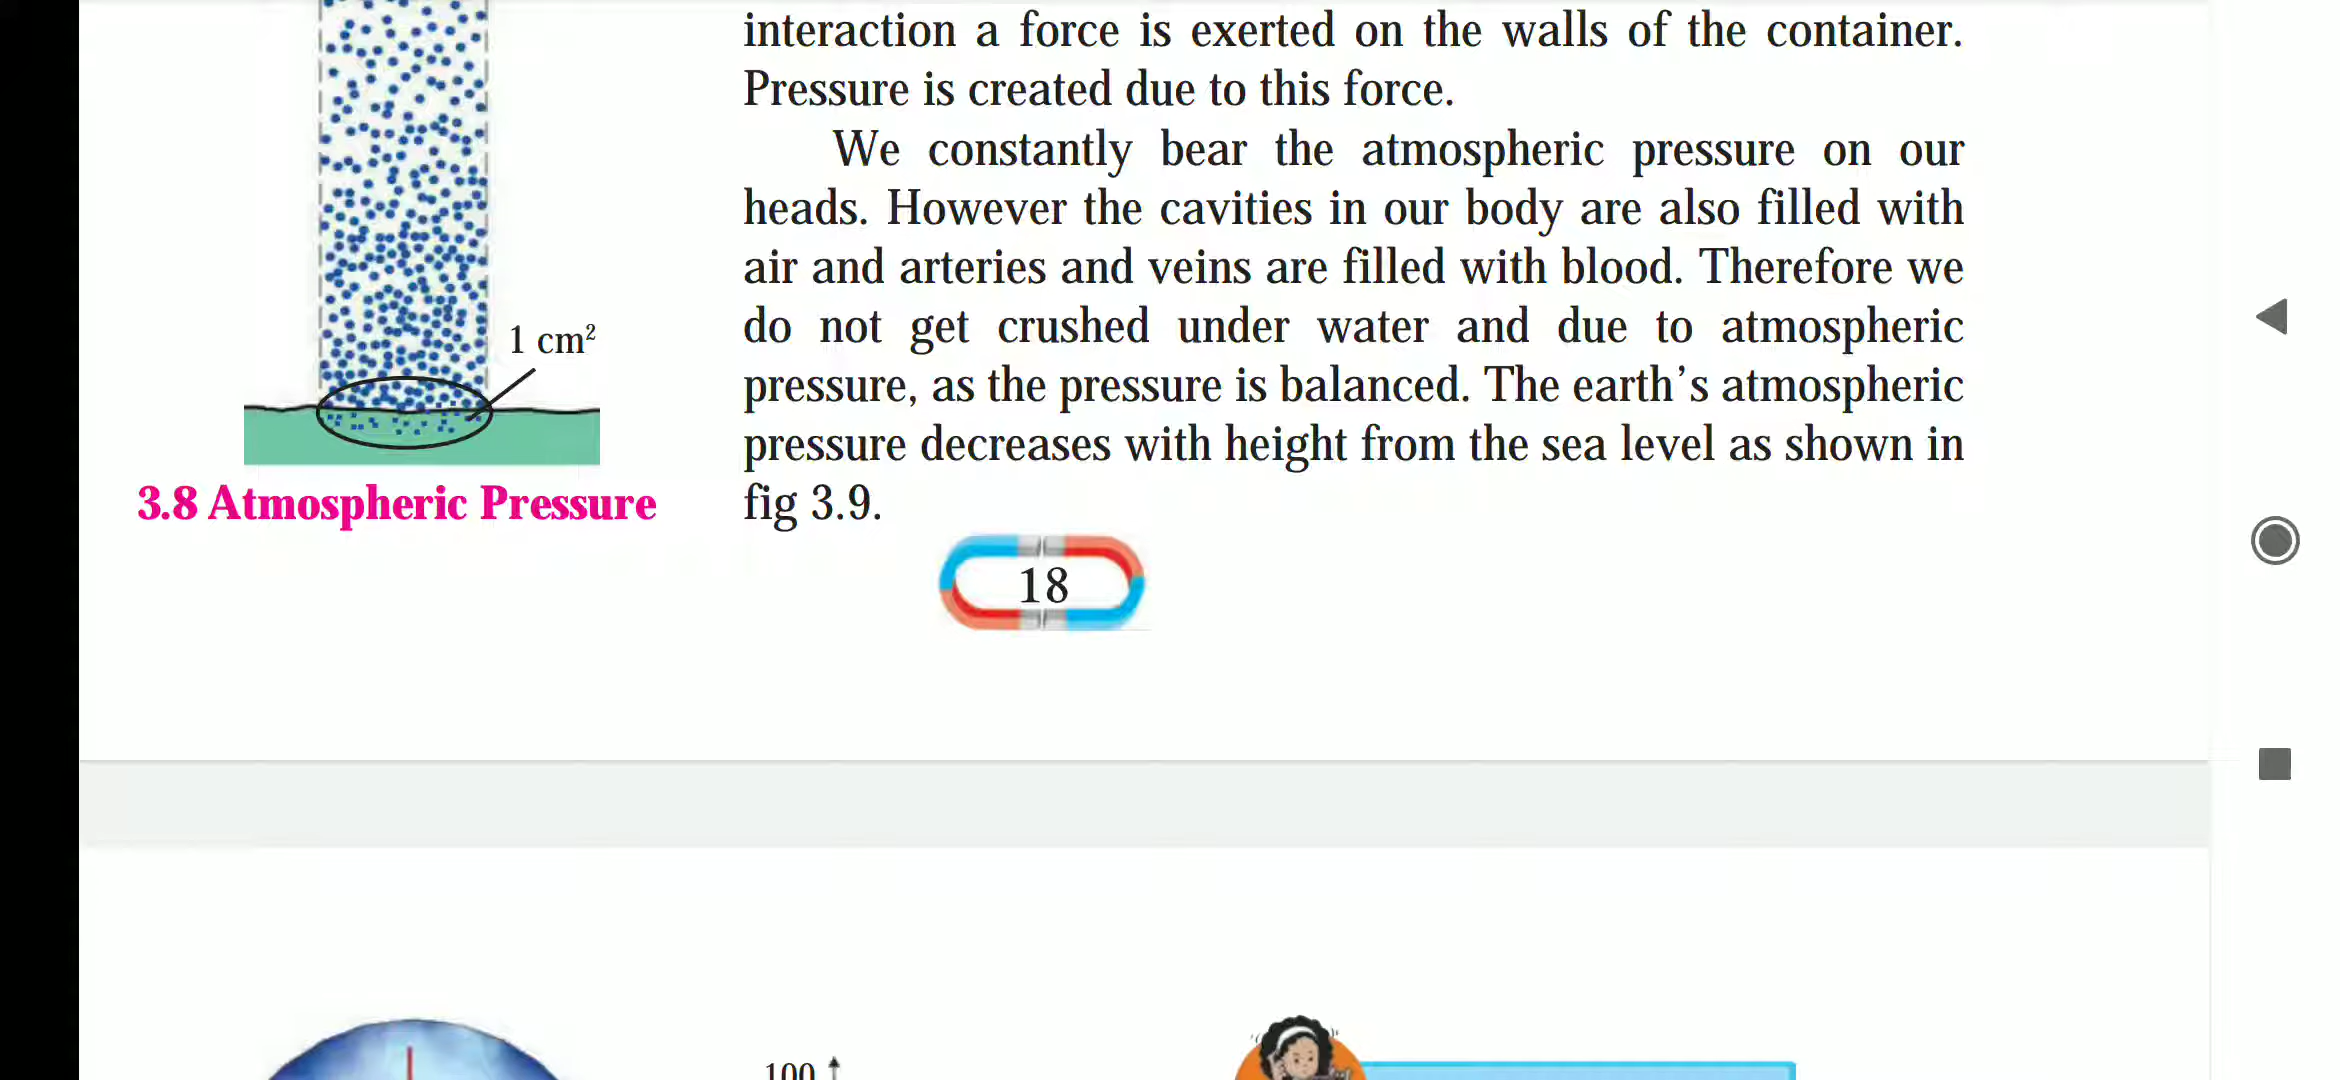 interaction a force is exerted on the walls of the container.
Pressure is created due to this force.
We constantly bear the atmospheric pressure on our
heads. However the cavities in our body are also filled with
air and arteries and veins are filled with blood. Therefore we
do not get crushed under water and due to atmospheric
pressure, as the pressure is balanced. The earth’s atmospheric
pressure decreases with height from the sea level as shown in
fig 3.9.
1 cm²
3.8 Atmospheric Pressure
18
100